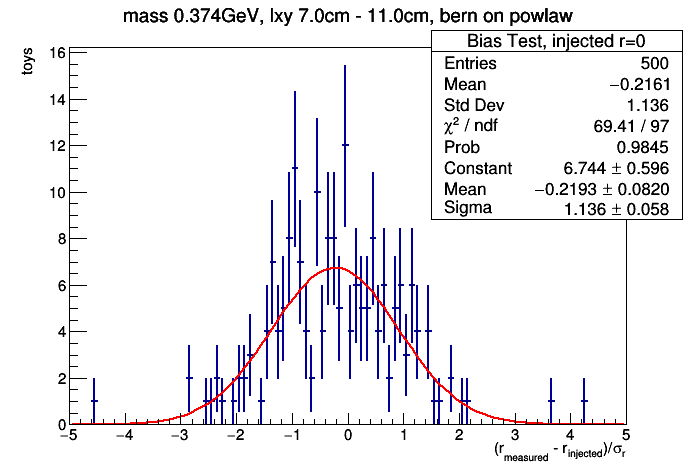 mass 0.374GeV, lxy 7.0cm - 11.0cm, bern on powlaw
Bias Test, injected r=0
Entries 500
Mean −0.2161
Std Dev 1.136
χ² / ndf 69.41 / 97
Prob 0.9845
Constant 6.744 ± 0.596
Mean −0.2193 ± 0.0820
Sigma 1.136 ± 0.058
toys
16
14
12
10
8
6
4
2
0
−5 −4 −3 −2 −1 0 1 2 3 4 5
(r_measured - r_injected)/σ_r